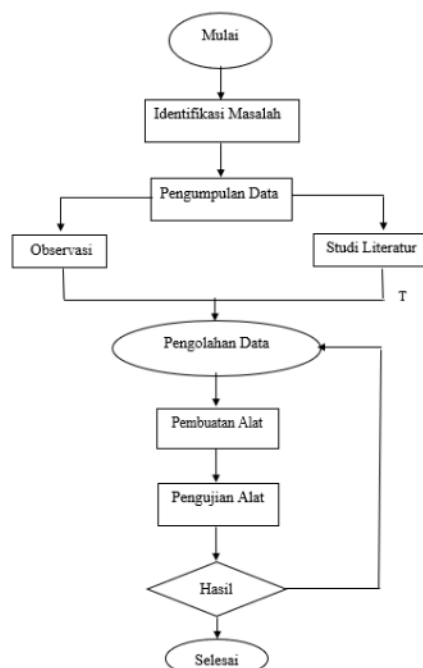 Mulai
Identifikasi Masalah
Pengumpulan Data
Observasi
Studi Literatur
T
Pengolahan Data
Pembuatan Alat
Pengujian Alat
Hasil
Selesai